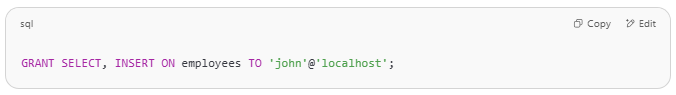 sql Copy Edit
GRANT SELECT, INSERT ON employees TO 'john'@'localhost';